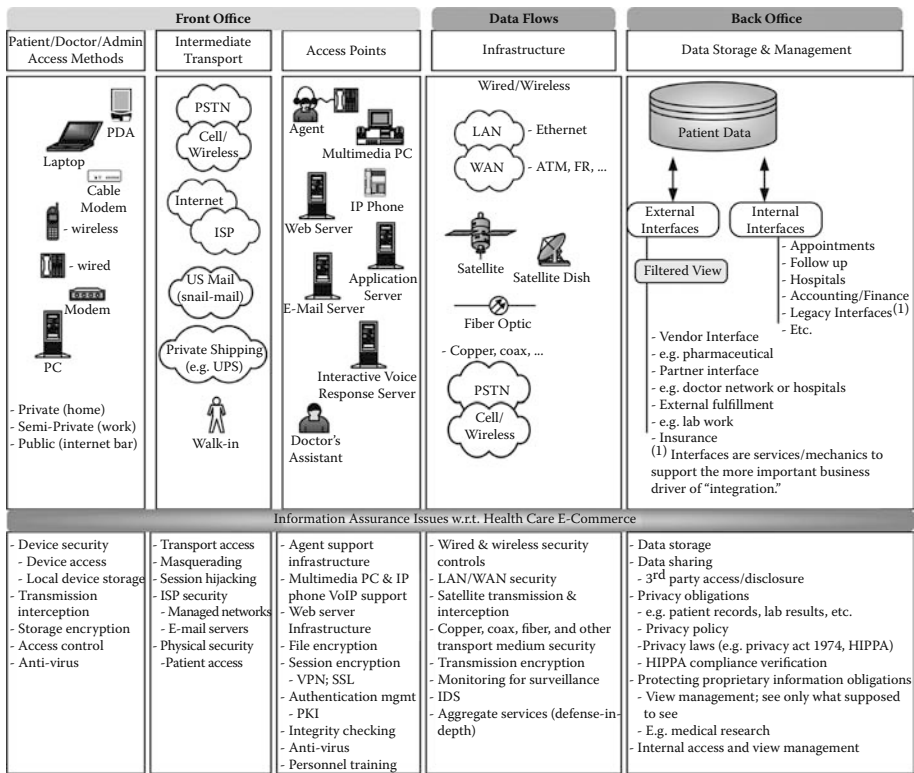 Front Office
Data Flows
Back Office
Patient/Doctor/Admin
Access Methods
Intermediate
Transport
Access Points
Infrastructure
Data Storage & Management
PDA
Laptop
Cable
Modem
- wireless
- wired
Modem
PC
- Private (home)
- Semi-Private (work)
- Public (internet bar)
PSTN
Cell/
Wireless
Internet
ISP
US Mail
(snail-mail)
Private Shipping
(e.g. UPS)
Walk-in
Agent
Multimedia PC
IP Phone
Web Server
Application
Server
E-Mail Server
Interactive Voice
Response Server
Doctor's
Assistant
Wired/Wireless
LAN
- Ethernet
WAN
- ATM, FR, ...
Satellite
Satellite Dish
Fiber Optic
- Copper, coax, ...
PSTN
Cell/
Wireless
Patient Data
External
Interfaces
Internal
Interfaces
Filtered View
- Appointments
- Follow up
- Hospitals
- Accounting/Finance
- Legacy Interfaces(1)
- Etc.
- Vendor Interface
- e.g. pharmaceutical
- Partner interface
- e.g. doctor network or hospitals
- External fulfillment
- e.g. lab work
- Insurance
(1) Interfaces are services/mechanics to
support the more important business
driver of “integration.”
Information Assurance Issues w.r.t. Health Care E-Commerce
- Device security
- Device access
- Local device storage
- Transmission
interception
- Storage encryption
- Access control
- Anti-virus
- Transport access
- Masquerading
- Session hijacking
- ISP security
- Managed networks
- E-mail servers
- Physical security
-Patient access
- Agent support
infrastructure
- Multimedia PC & IP
phone VoIP support
- Web server
Infrastructure
- File encryption
- Session encryption
- VPN; SSL
- Authentication mgmt
- PKI
- Integrity checking
- Anti-virus
- Personnel training
- Wired & wireless security
controls
- LAN/WAN security
- Satellite transmission &
interception
- Copper, coax, fiber, and other
transport medium security
- Transmission encryption
- Monitoring for surveillance
- IDS
- Aggregate services (defense-in-
depth)
- Data storage
- Data sharing
- 3rd party access/disclosure
- Privacy obligations
- e.g. patient records, lab results, etc.
- Privacy policy
-Privacy laws (e.g. privacy act 1974, HIPPA)
- HIPPA compliance verification
- Protecting proprietary information obligations
- View management; see only what supposed
to see
- E.g. medical research
- Internal access and view management